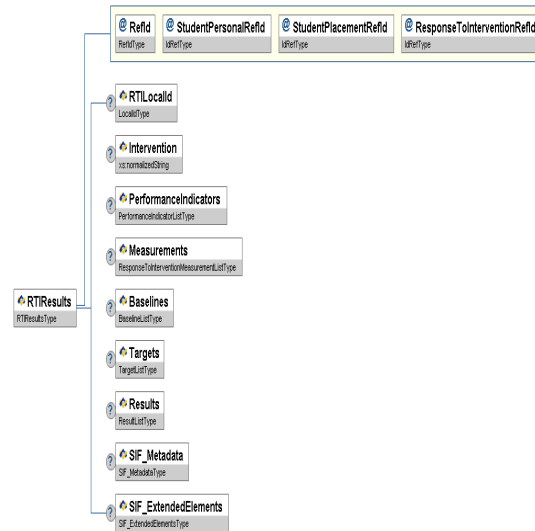 @ RefId
RefIdType
@ StudentPersonalRefId
IdRefType
@ StudentPlacementRefId
IdRefType
@ ResponseToInterventionRefId
IdRefType
? RTILocalId
LocalIdType
? Intervention
xs:normalizedString
? PerformanceIndicators
PerformanceIndicatorListType
? Measurements
ResponseToInterventionMeasurementListType
RTIResults
RTIResultsType
? Baselines
BaselineListType
? Targets
TargetListType
? Results
ResultListType
? SIF_Metadata
SIF_MetadataType
? SIF_ExtendedElements
SIF_ExtendedElementsType